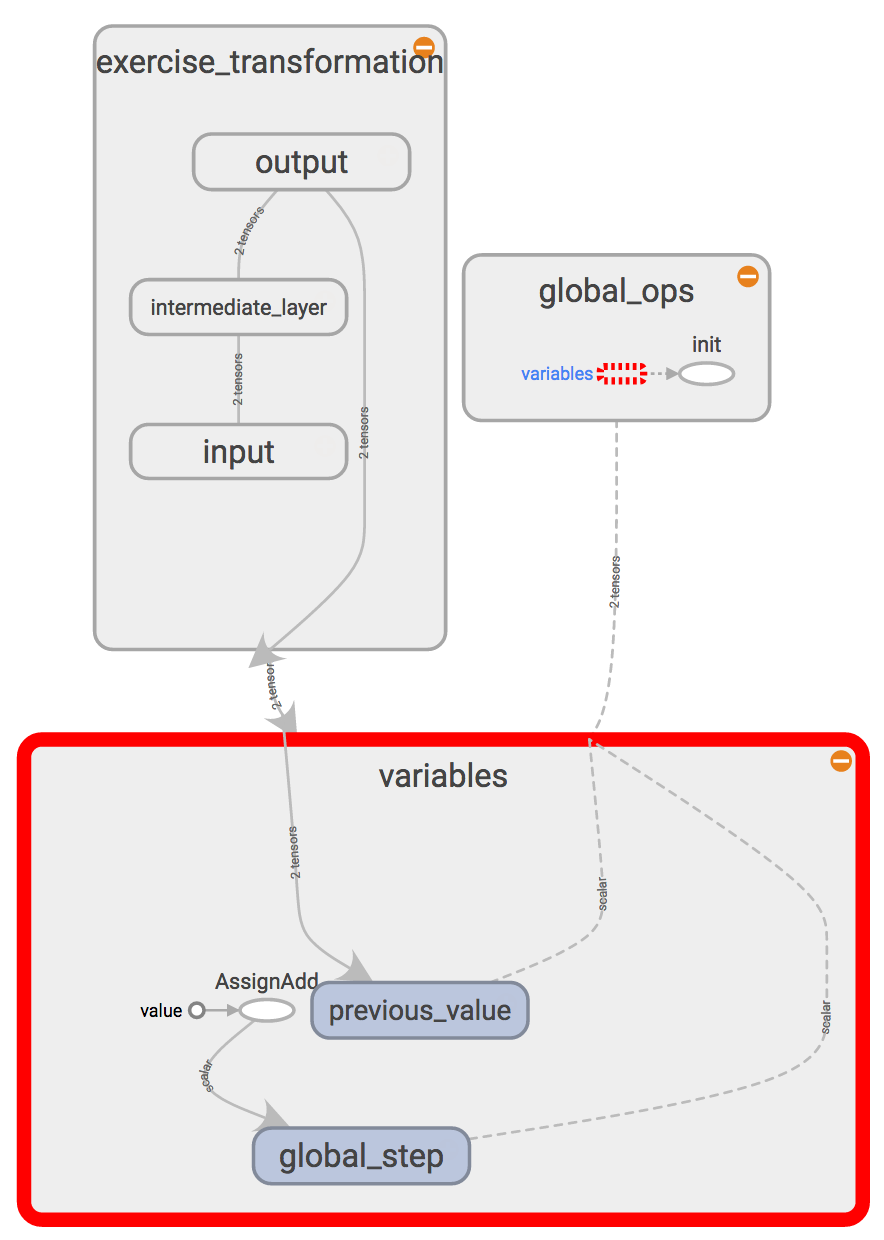 exercise_transformation
output
2 tensors
intermediate_layer
2 tensors
input
2 tensors
global_ops
init
variables
2 tensors
2 tensor
variables
2 tensors
scalar
AssignAdd
value
previous_value
scalar
scalar
global_step